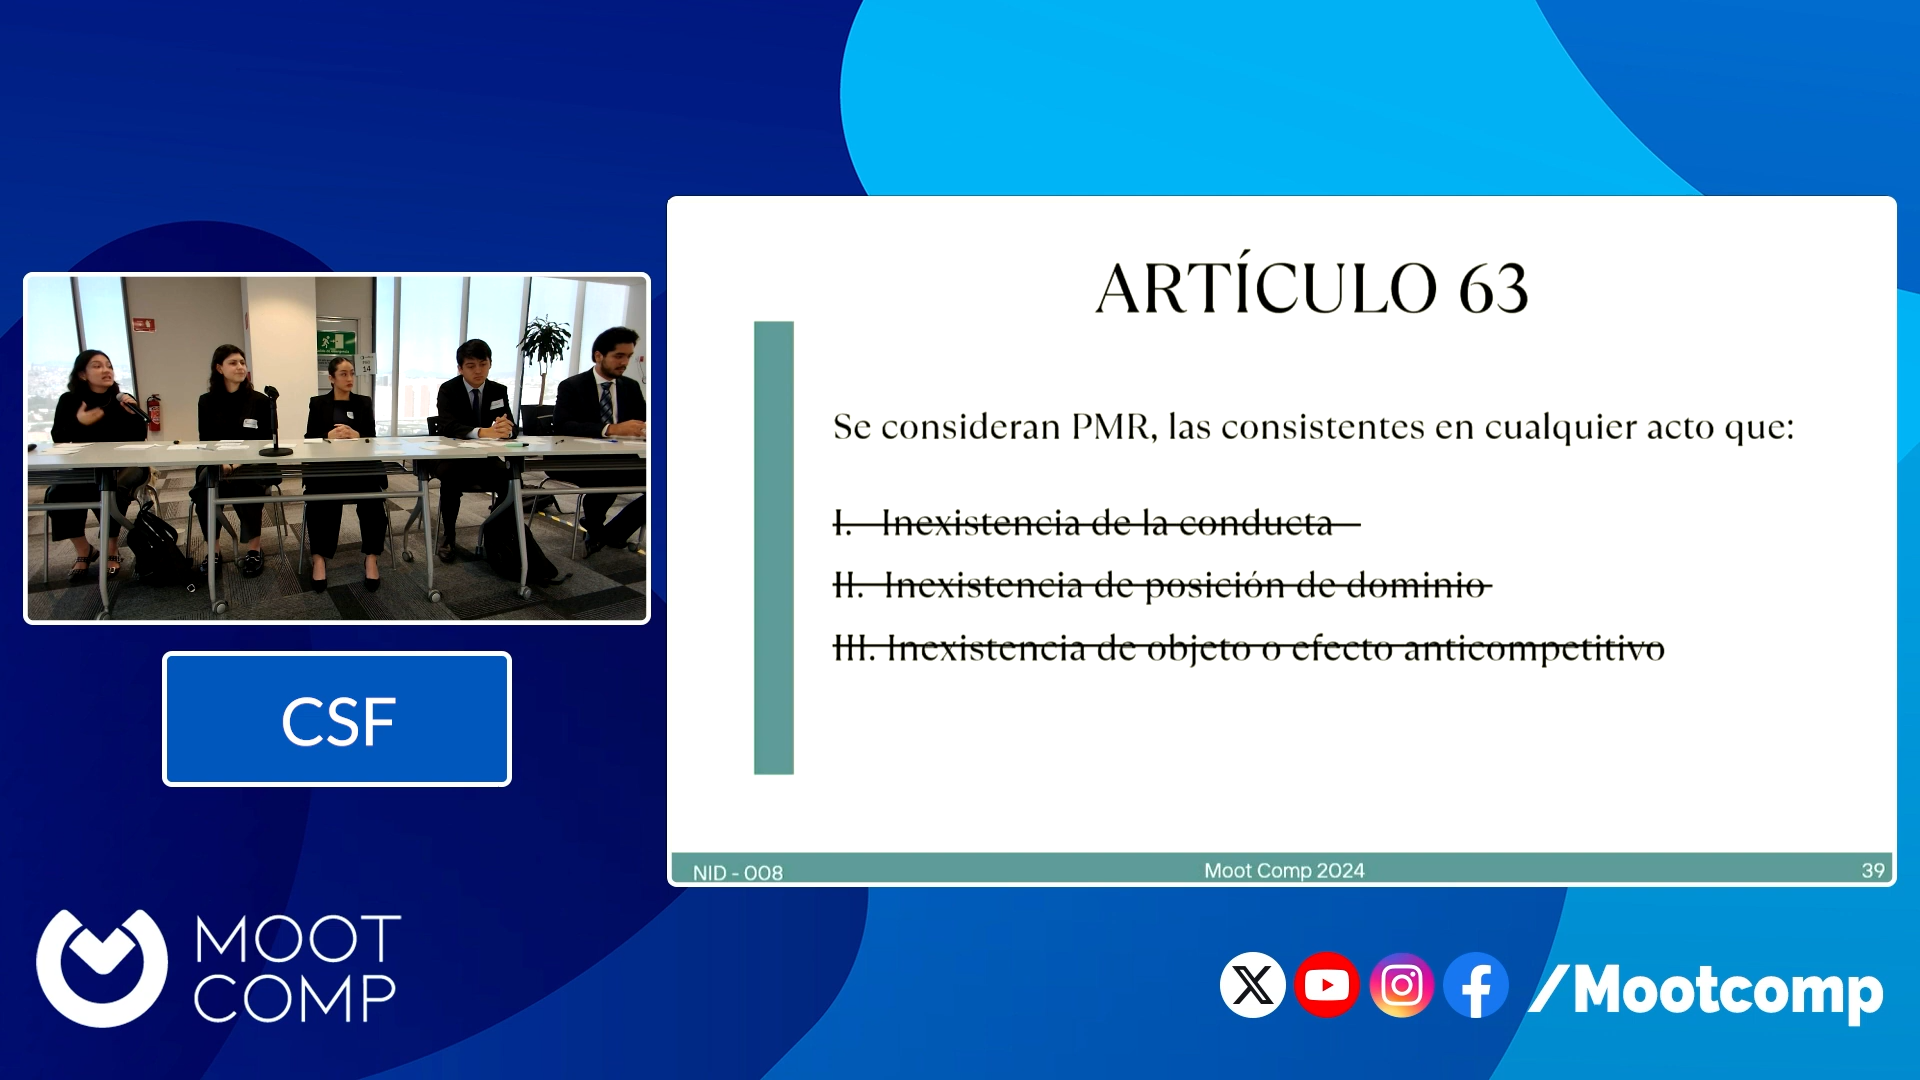 ARTÍCULO 63
Se consideran PMR, las consistentes en cualquier acto que:
I. Inexistencia de la conducta
II. Inexistencia de posición de dominio
III. Inexistencia de objeto o efecto anticompetitivo
NID - 008
Moot Comp 2024
39
14
CSF
MOOT
COMP
/Mootcomp